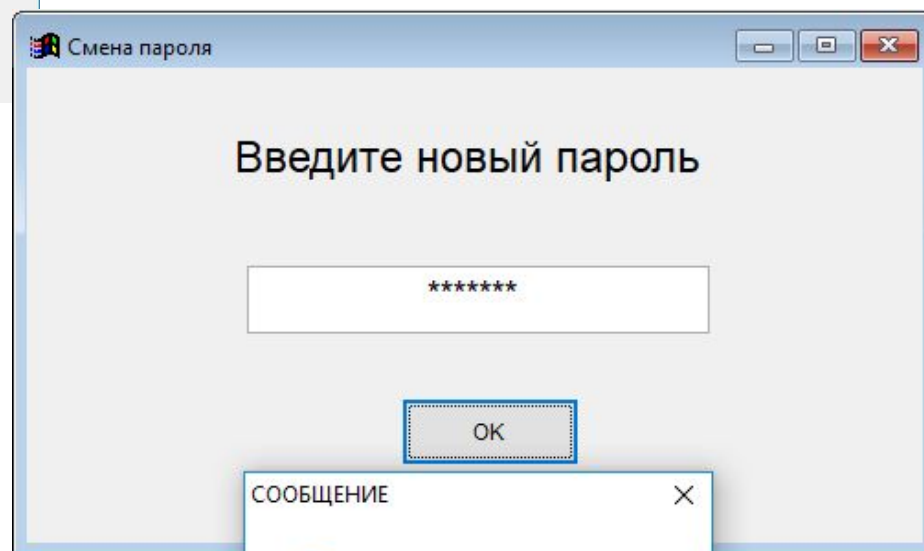 Смена пароля
Введите новый пароль
*******
OK
СООБЩЕНИЕ